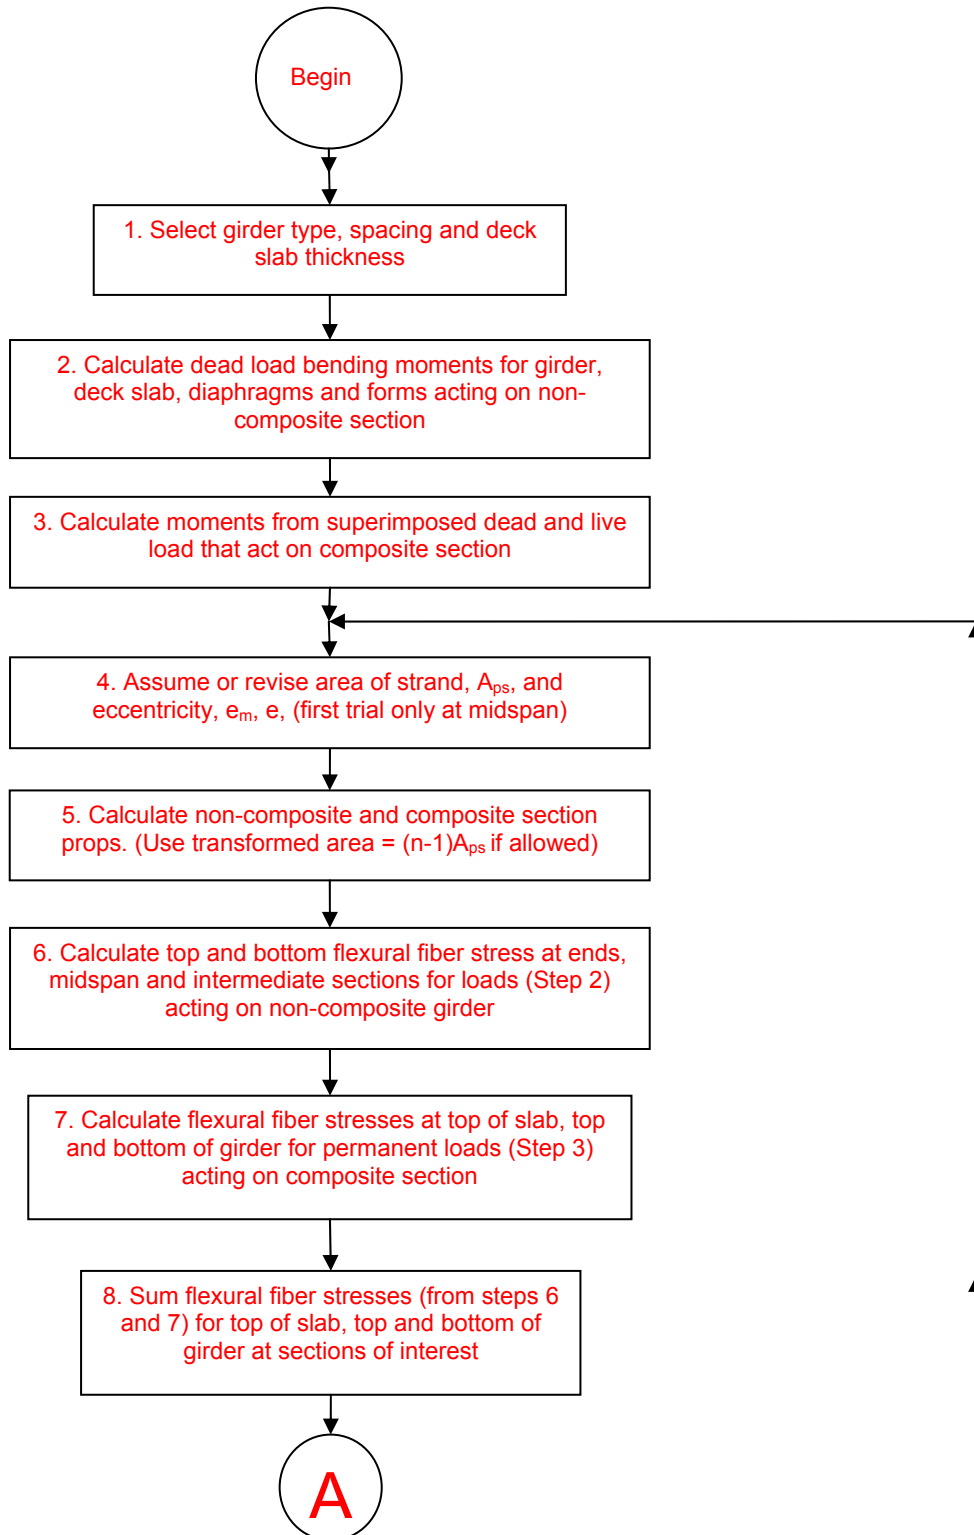 Begin
1. Select girder type, spacing and deck
slab thickness
2. Calculate dead load bending moments for girder,
deck slab, diaphragms and forms acting on non-
composite section
3. Calculate moments from superimposed dead and live
load that act on composite section
4. Assume or revise area of strand, Aps, and
eccentricity, em, e, (first trial only at midspan)
5. Calculate non-composite and composite section
props. (Use transformed area = (n-1)Aps if allowed)
6. Calculate top and bottom flexural fiber stress at ends,
midspan and intermediate sections for loads (Step 2)
acting on non-composite girder
7. Calculate flexural fiber stresses at top of slab, top
and bottom of girder for permanent loads (Step 3)
acting on composite section
8. Sum flexural fiber stresses (from steps 6
and 7) for top of slab, top and bottom of
girder at sections of interest
A